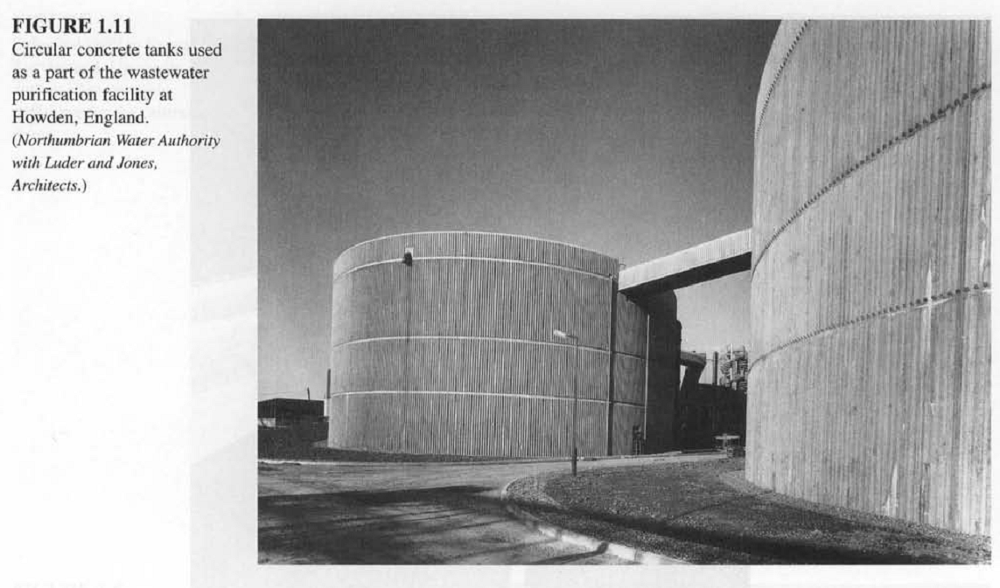 FIGURE 1.11
Circular concrete tanks used
as a part of the wastewater
purification facility at
Howden, England.
(Northumbrian Water Authority
with Luder and Jones,
Architects.)